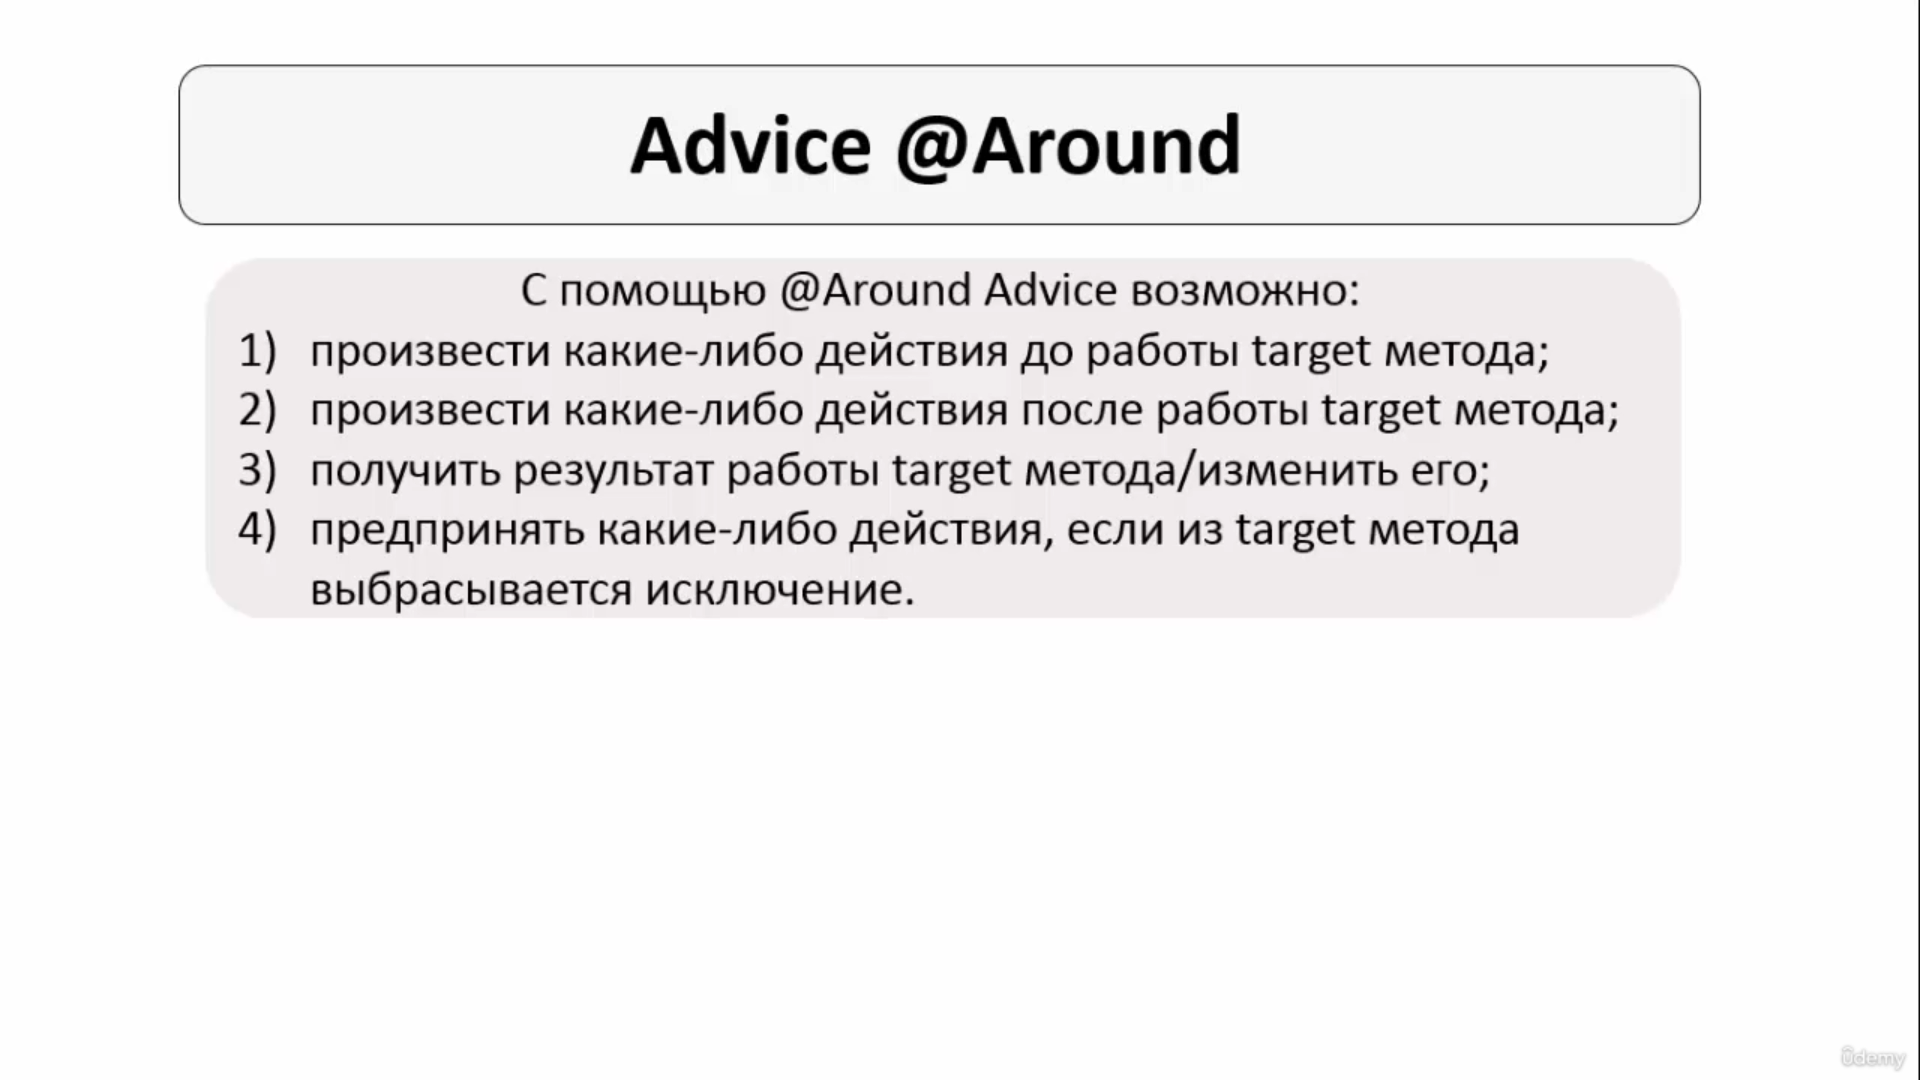 Advice @Around
С помощью @Around Advice возможно:
1) произвести какие-либо действия до работы target метода;
2) произвести какие-либо действия после работы target метода;
3) получить результат работы target метода/изменить его;
4) предпринять какие-либо действия, если из target метода
выбрасывается исключение.
ûdemy